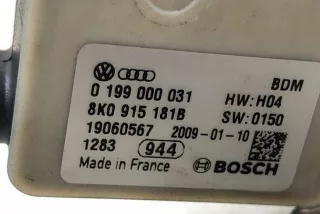 BDM
0 199 000 031 HW:H04
8K0 915 181B SW:0150
19060567 2009-01-10
1283 944 BOSCH
Made in France